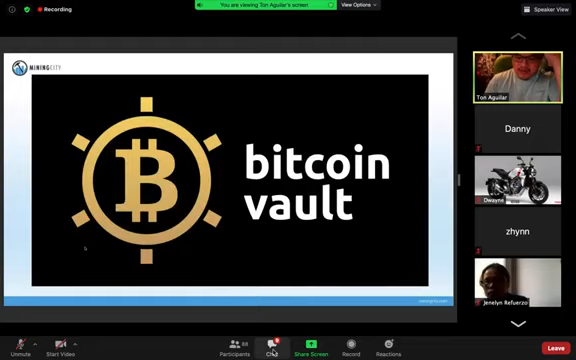 Recording
You are viewing Ton Aguilar's screen
View Options
Speaker View
MININGCITY
bitcoin
vault
Ton Aguilar
Danny
Dwayne
zhynn
Jenelyn Refuerzo
Unmute
Start Video
Participants
88
Chat
Share Screen
Record
Reactions
Leave